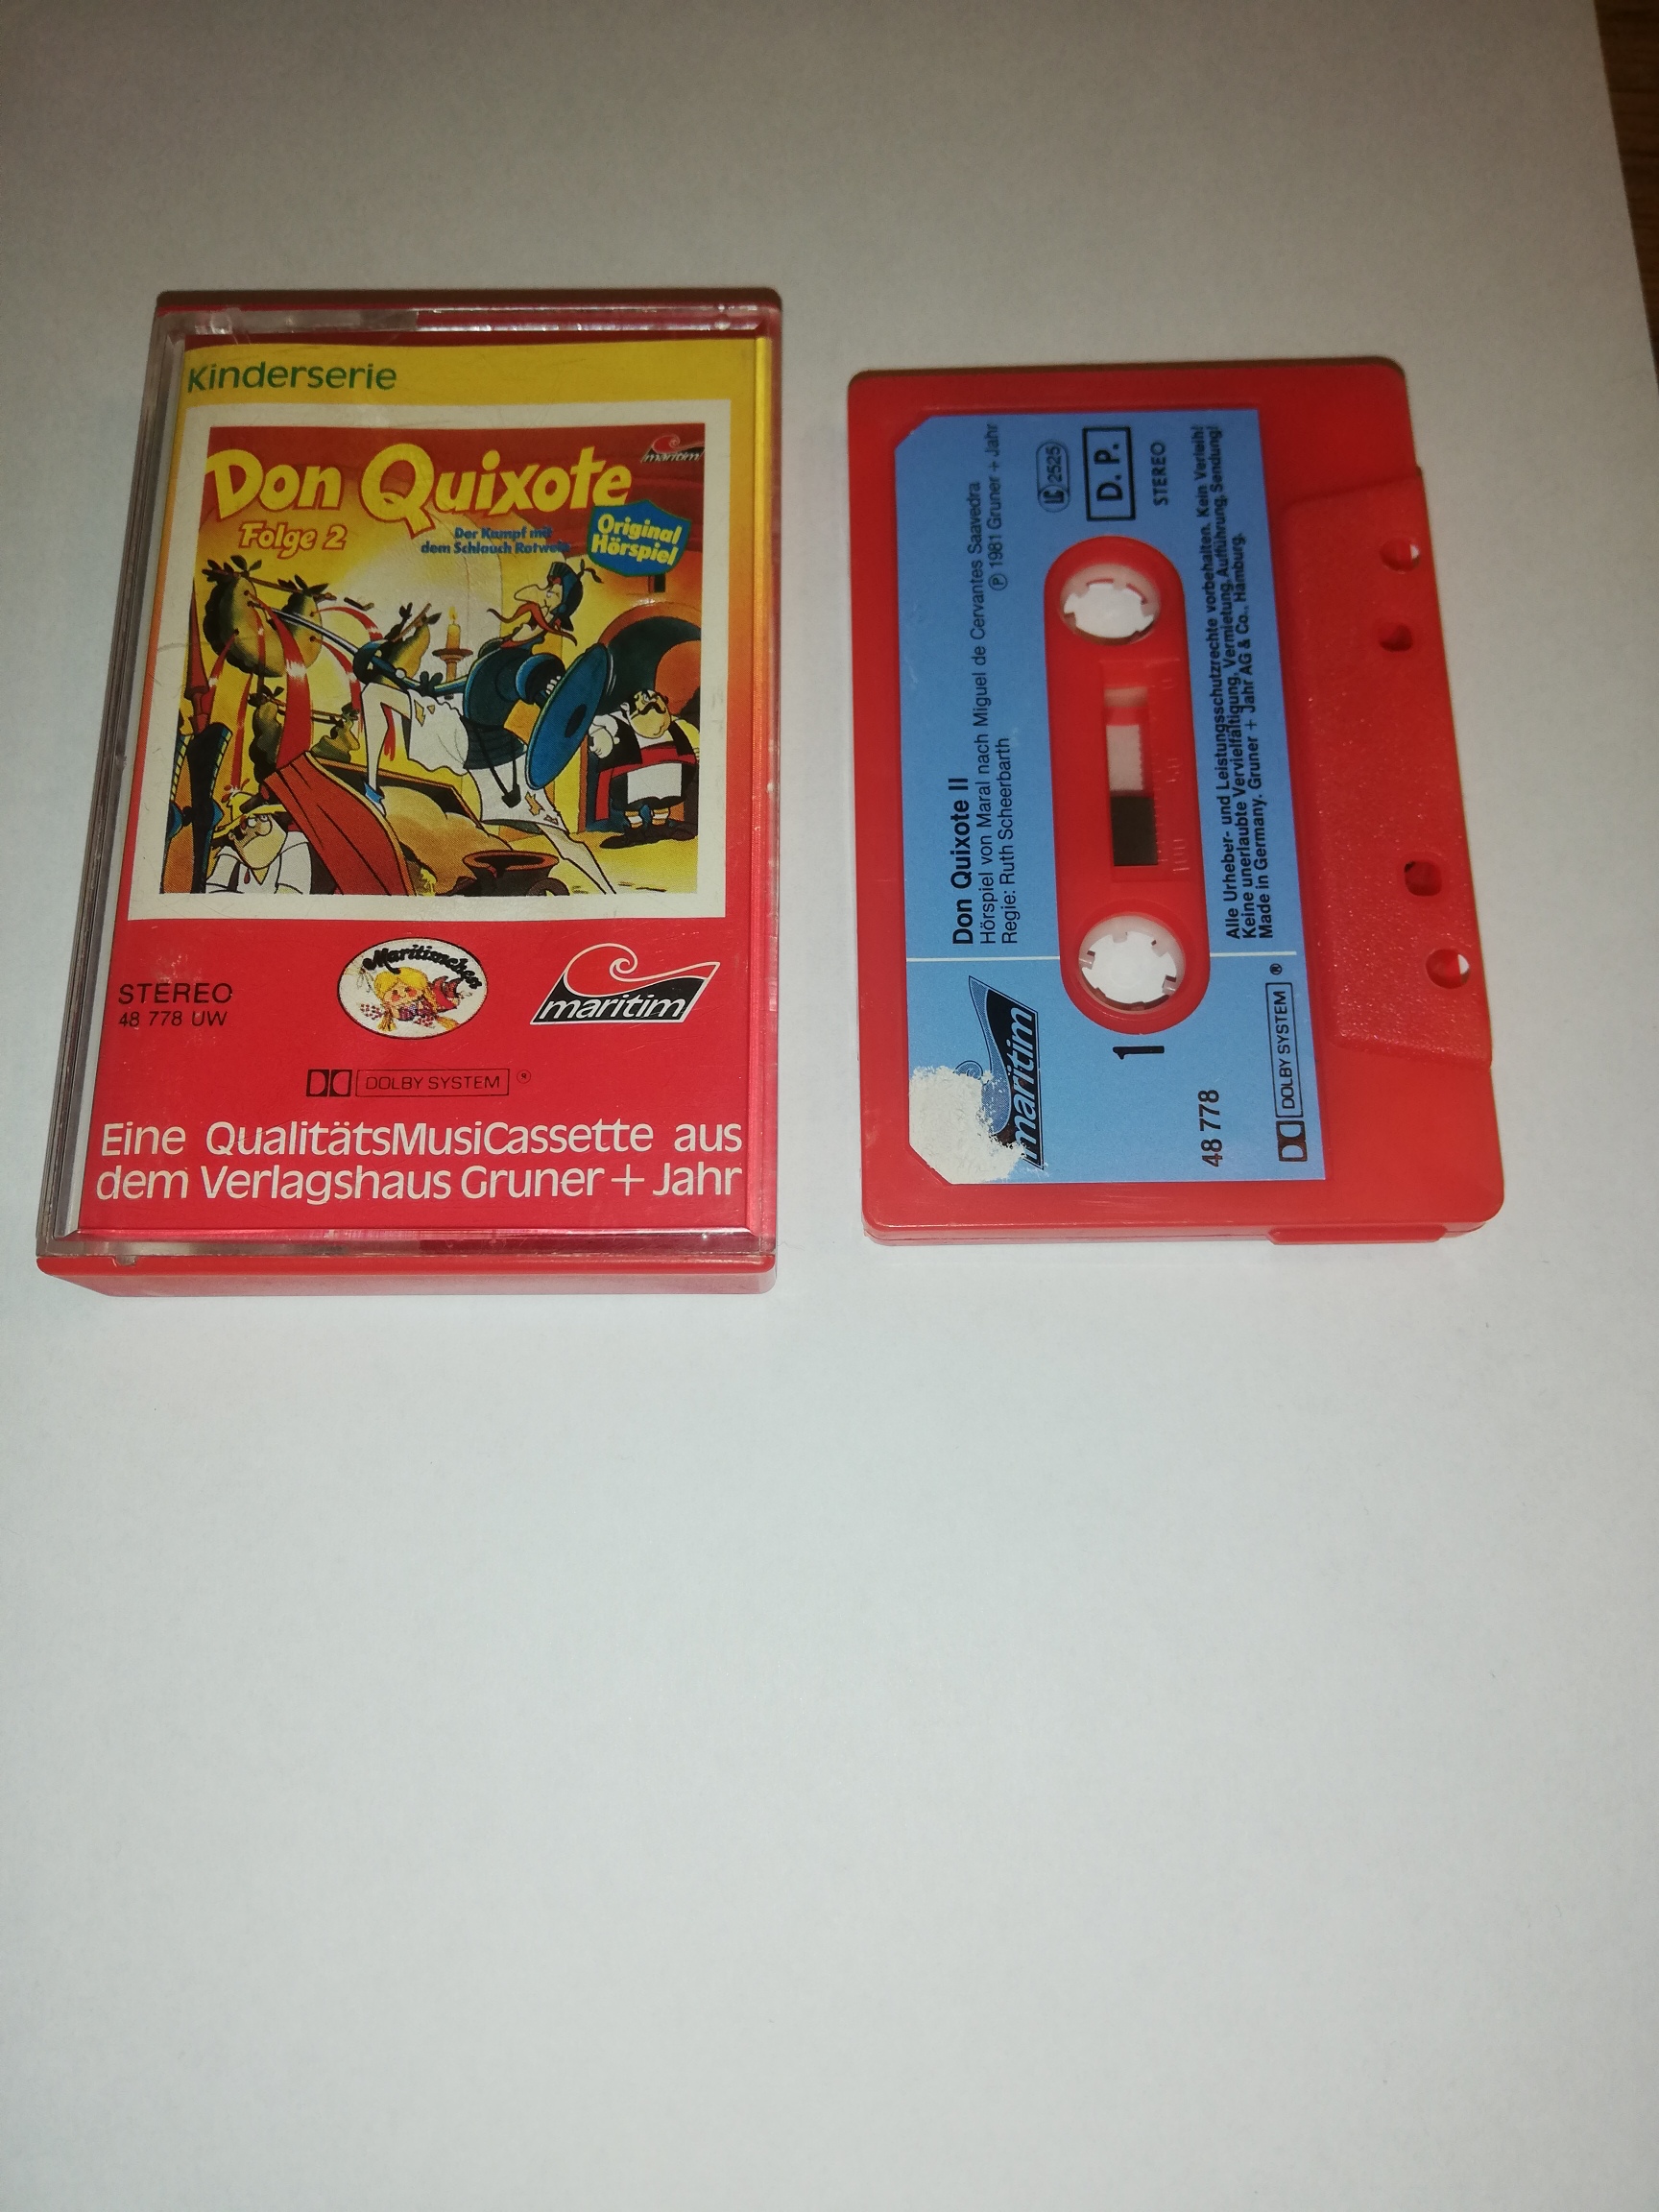 Kinderserie
maritim
Don Quixote
Folge 2
Der Kampf mit
dem Schlauch Rotwein
Original
Hörspiel
STEREO
48 778 UW
Maritimchen
maritim
DOLBY SYSTEM ®
Eine QualitätsMusiCassette aus
dem Verlagshaus Gruner + Jahr
maritim
Don Quixote II
Hörspiel von Maral nach Miguel de Cervantes Saavedra
Regie: Ruth Scheerbarth
℗ 1981 Gruner + Jahr
LC 2525
D. P.
STEREO
1
48 778
Alle Urheber- und Leistungsschutzrechte vorbehalten. Kein Verleih!
Keine unerlaubte Vervielfältigung, Vermietung, Aufführung, Sendung!
Made in Germany. Gruner + Jahr AG & Co., Hamburg.
DOLBY SYSTEM ®
0
50
100